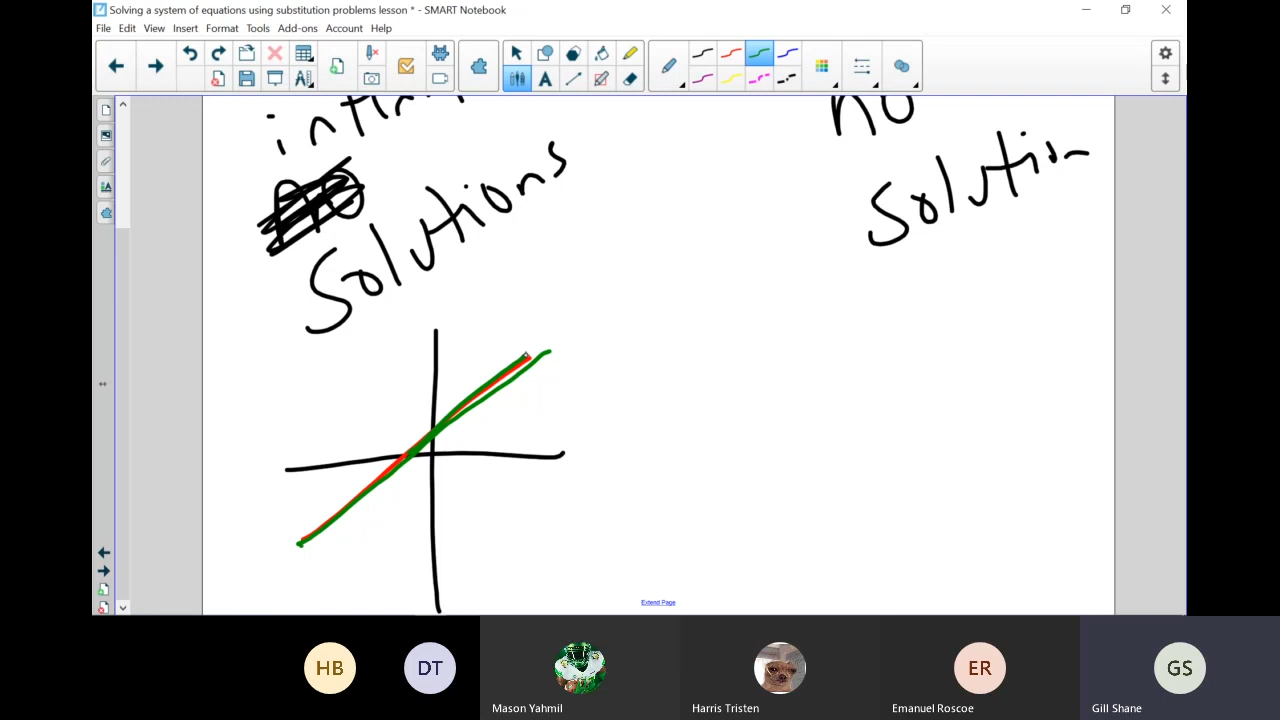 Solving a system of equations using substitution problems lesson * - SMART Notebook
File Edit View Insert Format Tools Add-ons Account Help
no
solutions
solution
Extend Page
HB
DT
ER
GS
Mason Yahmil
Harris Tristen
Emanuel Roscoe
Gill Shane